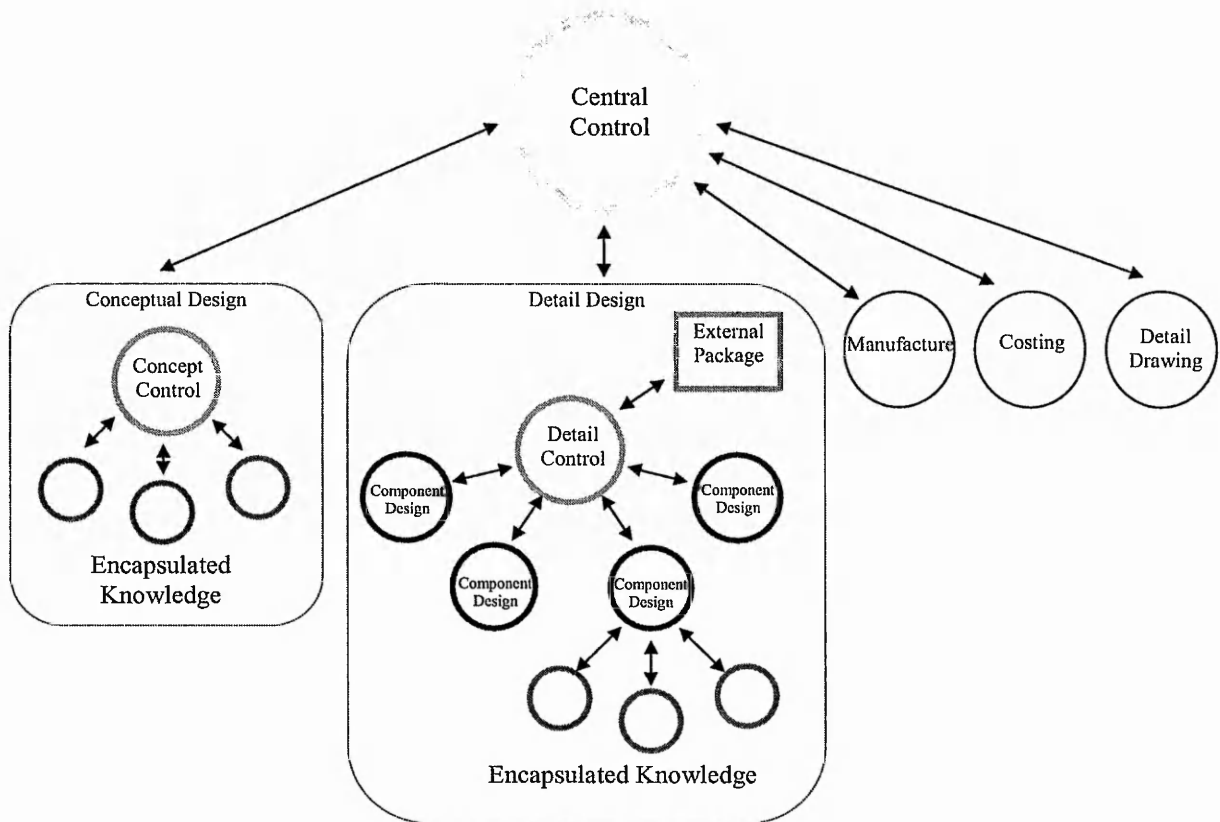 Central
Control
Conceptual Design
Concept
Control
Encapsulated
Knowledge
Detail Design
External
Package
Detail
Control
Component
Design
Component
Design
Component
Design
Component
Design
Encapsulated Knowledge
Manufacture
Costing
Detail
Drawing